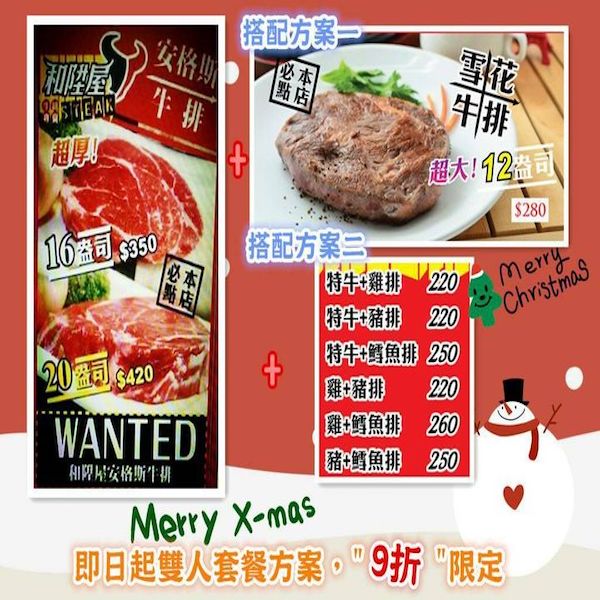 和陞屋
STEAK
安格斯
牛排
超厚!
16盎司 $350
必本
點店
20盎司 $420
WANTED
和陞屋安格斯牛排
搭配方案一
必本
點店
雪花
牛排
超大!12盎司
$280
搭配方案二
特牛+雞排 220
特牛+豬排 220
特牛+鱈魚排 250
雞+豬排 220
雞+鱈魚排 260
豬+鱈魚排 250
Merry
Christmas
Merry X-mas
即日起雙人套餐方案，"9折"限定